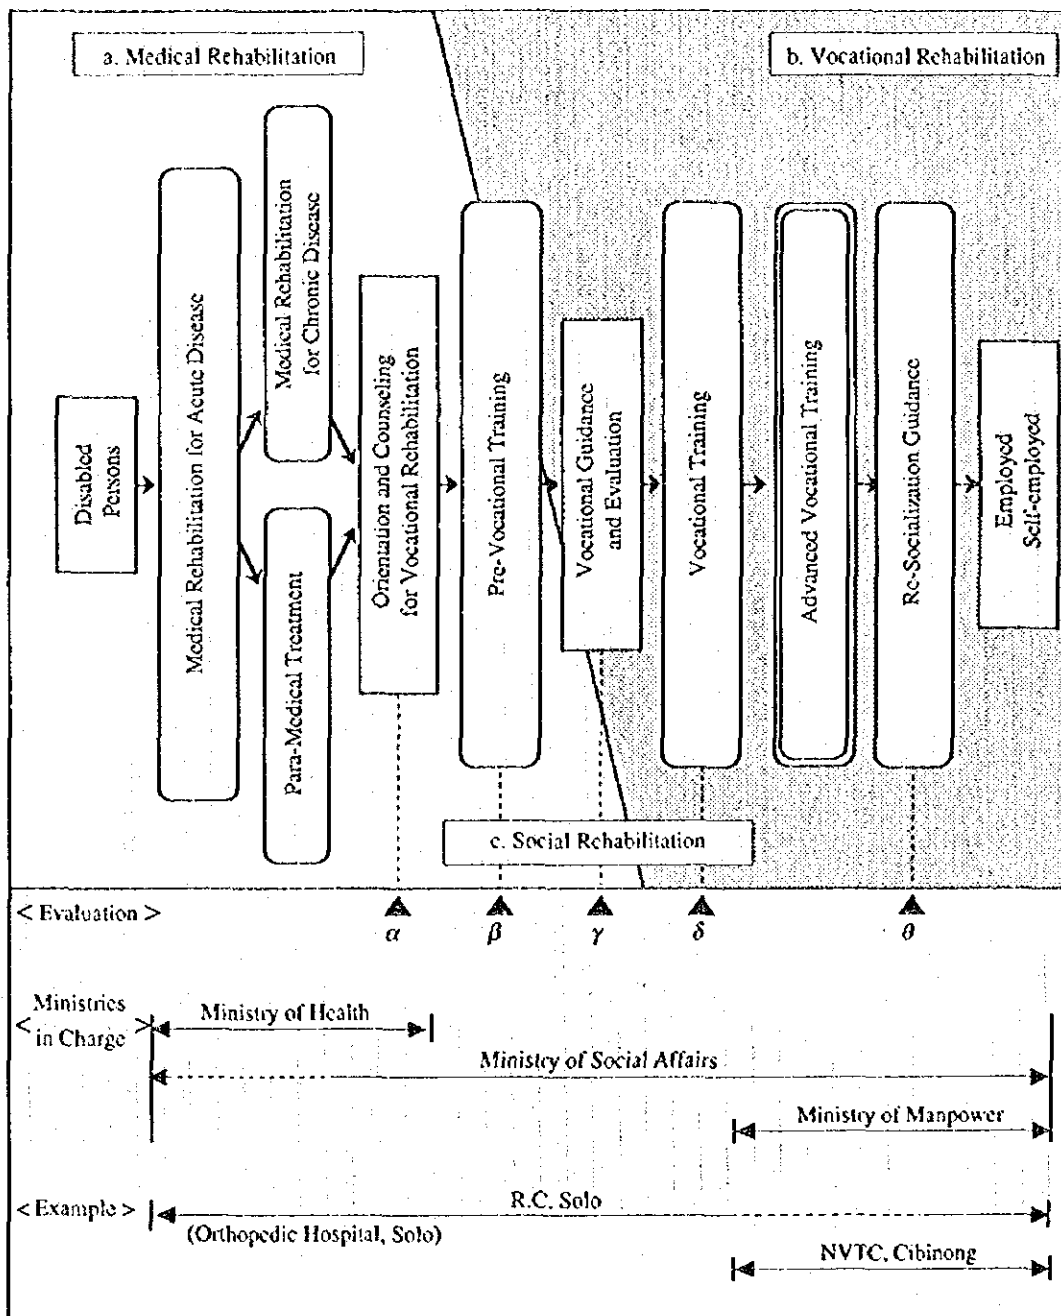 a. Medical Rehabilitation
b. Vocational Rehabilitation
Disabled
Persons
Medical Rehabilitation for Acute Disease
Medical Rehabilitation
for Chronic Disease
Para-Medical Treatment
Orientation and Counseling
for Vocational Rehabilitation
Pre-Vocational Training
Vocational Guidance
and Evaluation
Vocational Training
Advanced Vocational Training
Re-Socialization Guidance
Employed
Self-employed
c. Social Rehabilitation
< Evaluation >
α β γ δ θ
Ministries
< in Charge >
Ministry of Health
Ministry of Social Affairs
Ministry of Manpower
< Example >
R.C. Solo
(Orthopedic Hospital, Solo)
NVTC, Cibinong